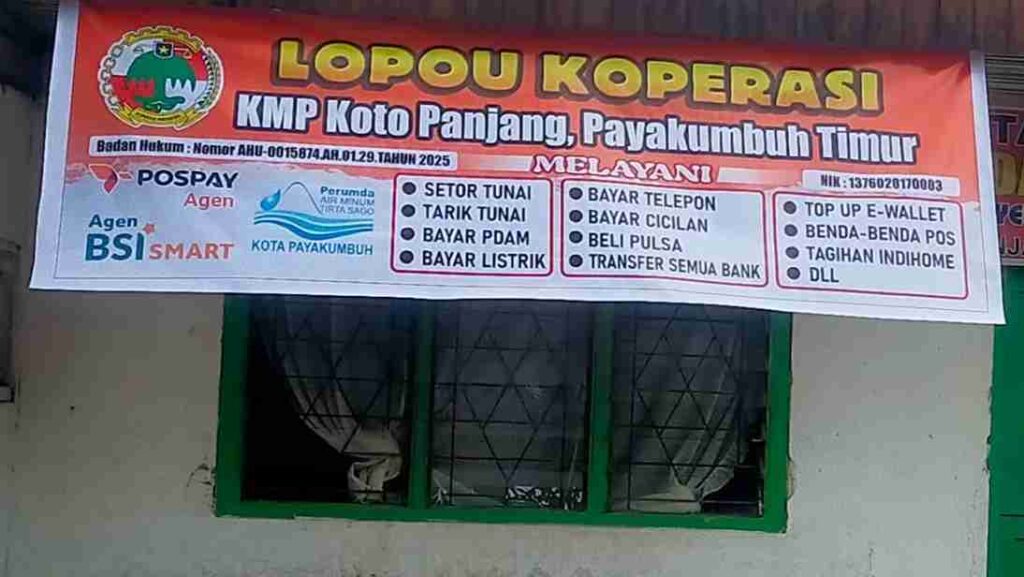 LOPOU KOPERASI
KMP Koto Panjang, Payakumbuh Timur
Badan Hukum : Nomor AHU-0015874.AH.01.29.TAHUN 2025
MELAYANI
NIK : 1376020170003
POSPAY
Agen
Agen
BSI SMART
Perumda
AIR MINUM
TIRTA SAGO
KOTA PAYAKUMBUH
SETOR TUNAI
TARIK TUNAI
BAYAR PDAM
BAYAR LISTRIK
BAYAR TELEPON
BAYAR CICILAN
BELI PULSA
TRANSFER SEMUA BANK
TOP UP E-WALLET
BENDA-BENDA POS
TAGIHAN INDIHOME
DLL